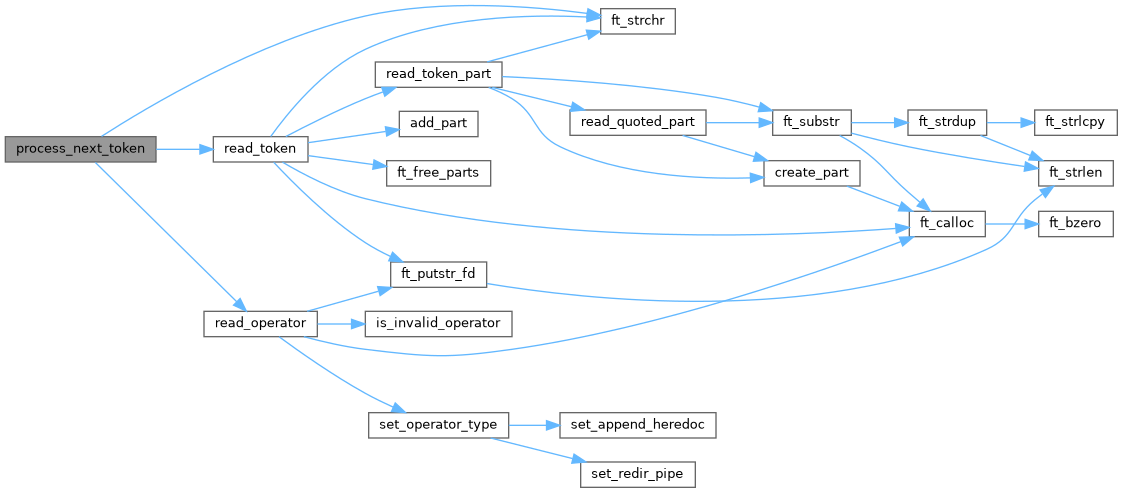 process_next_token
read_token
read_operator
ft_strchr
read_token_part
add_part
ft_free_parts
ft_putstr_fd
is_invalid_operator
set_operator_type
read_quoted_part
set_append_heredoc
set_redir_pipe
ft_substr
create_part
ft_strdup
ft_calloc
ft_strlcpy
ft_strlen
ft_bzero